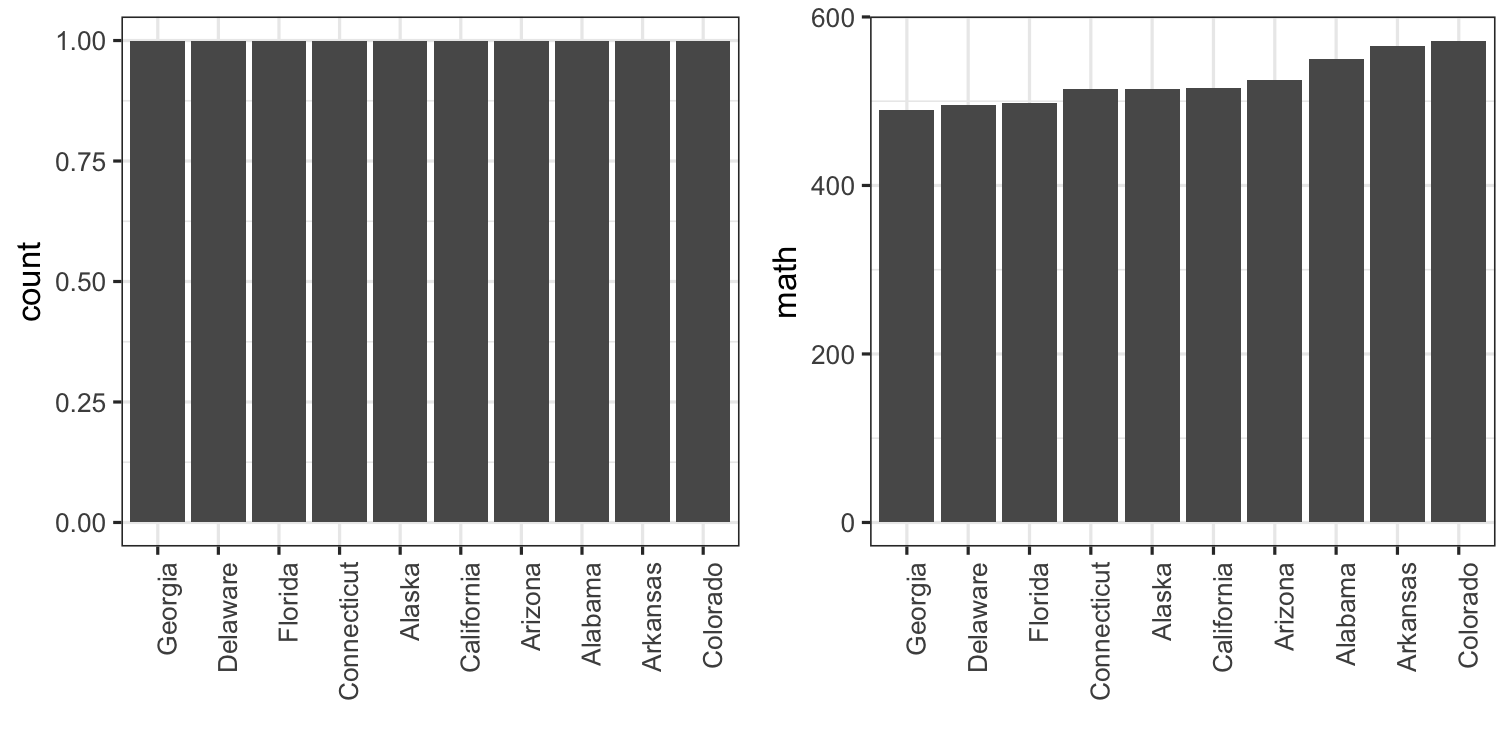 count
1.00
0.75
0.50
0.25
0.00
Georgia
Delaware
Florida
Connecticut
Alaska
California
Arizona
Alabama
Arkansas
Colorado
math
600
400
200
0
Georgia
Delaware
Florida
Connecticut
Alaska
California
Arizona
Alabama
Arkansas
Colorado